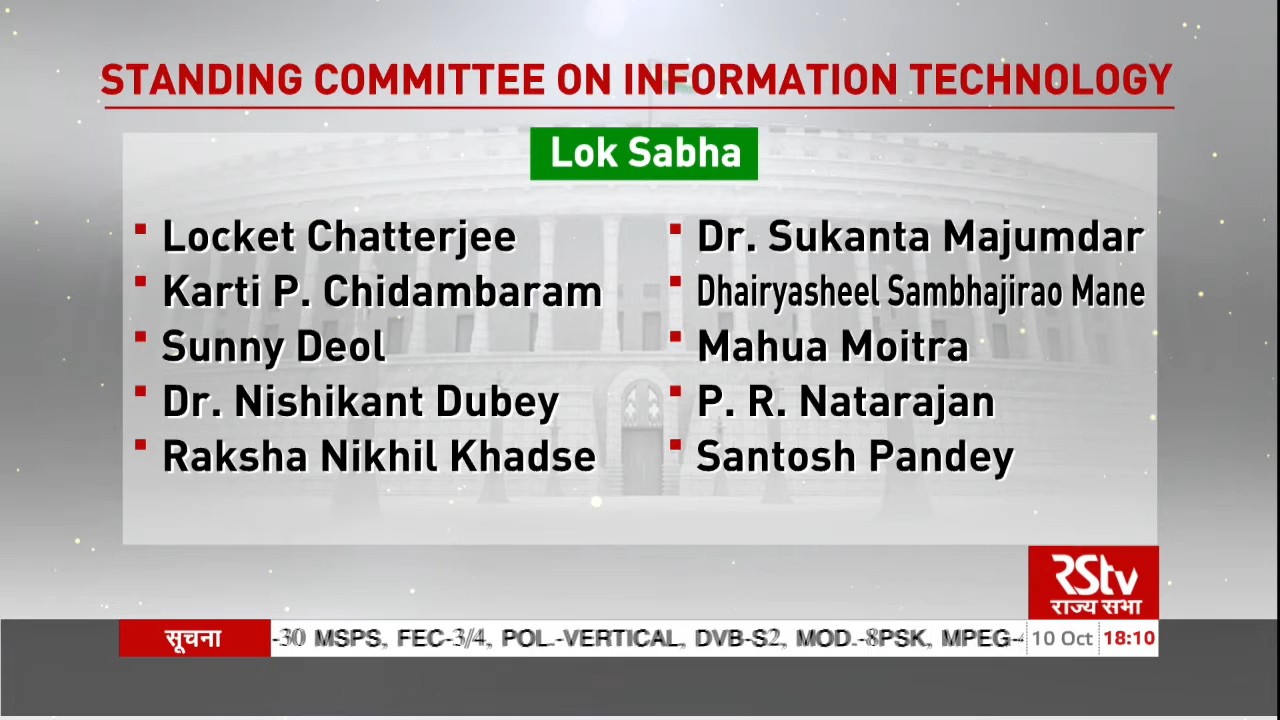 STANDING COMMITTEE ON INFORMATION TECHNOLOGY
Lok Sabha
Locket Chatterjee
Karti P. Chidambaram
Sunny Deol
Dr. Nishikant Dubey
Raksha Nikhil Khadse
Dr. Sukanta Majumdar
Dhairyasheel Sambhajirao Mane
Mahua Moitra
P. R. Natarajan
Santosh Pandey
RStv
राज्य सभा
सूचना
-30 MSPS, FEC-3/4, POL.-VERTICAL, DVB-S2, MOD.-8PSK, MPEG-4
10 Oct 18:10